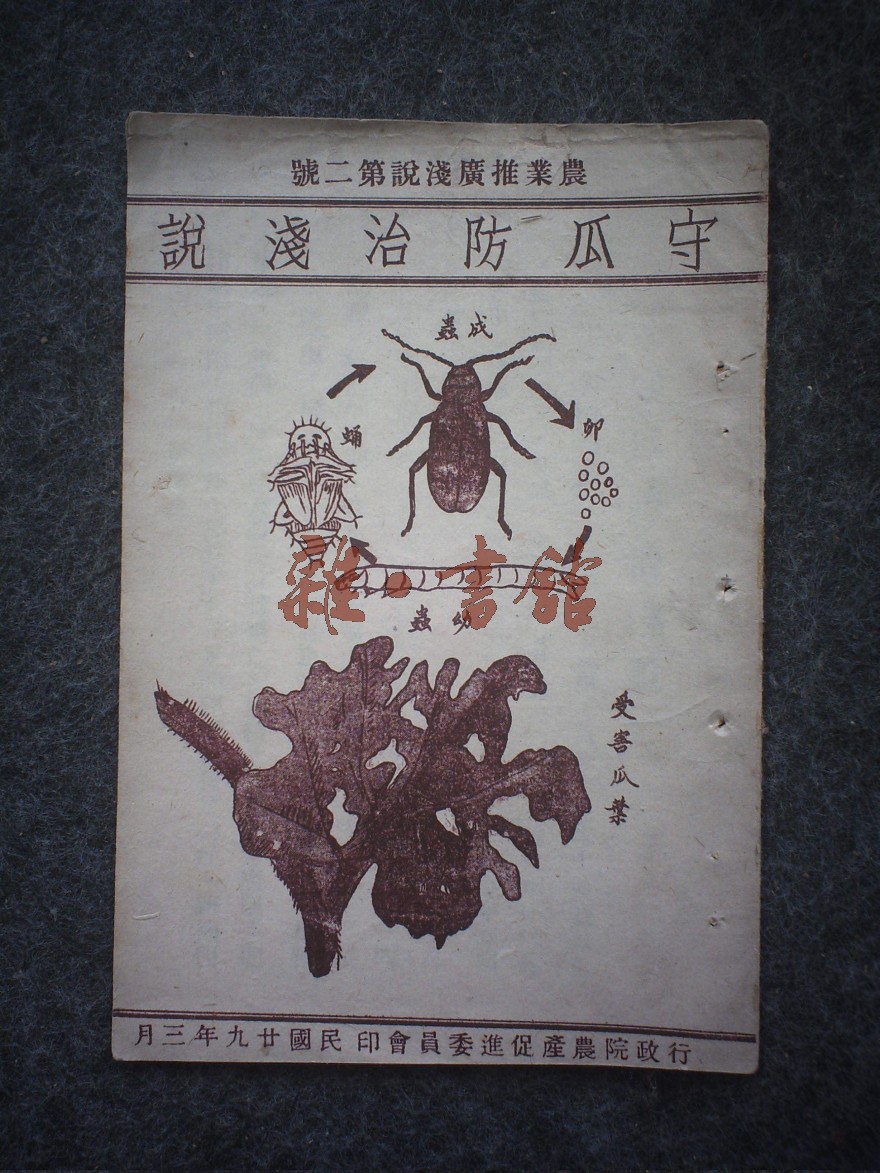 農業推廣淺說第二號
守瓜防治淺說
成蟲
卵
蛹
幼蟲
雜·書館
受害瓜葉
行政院農產促進委員會印民國廿九年三月